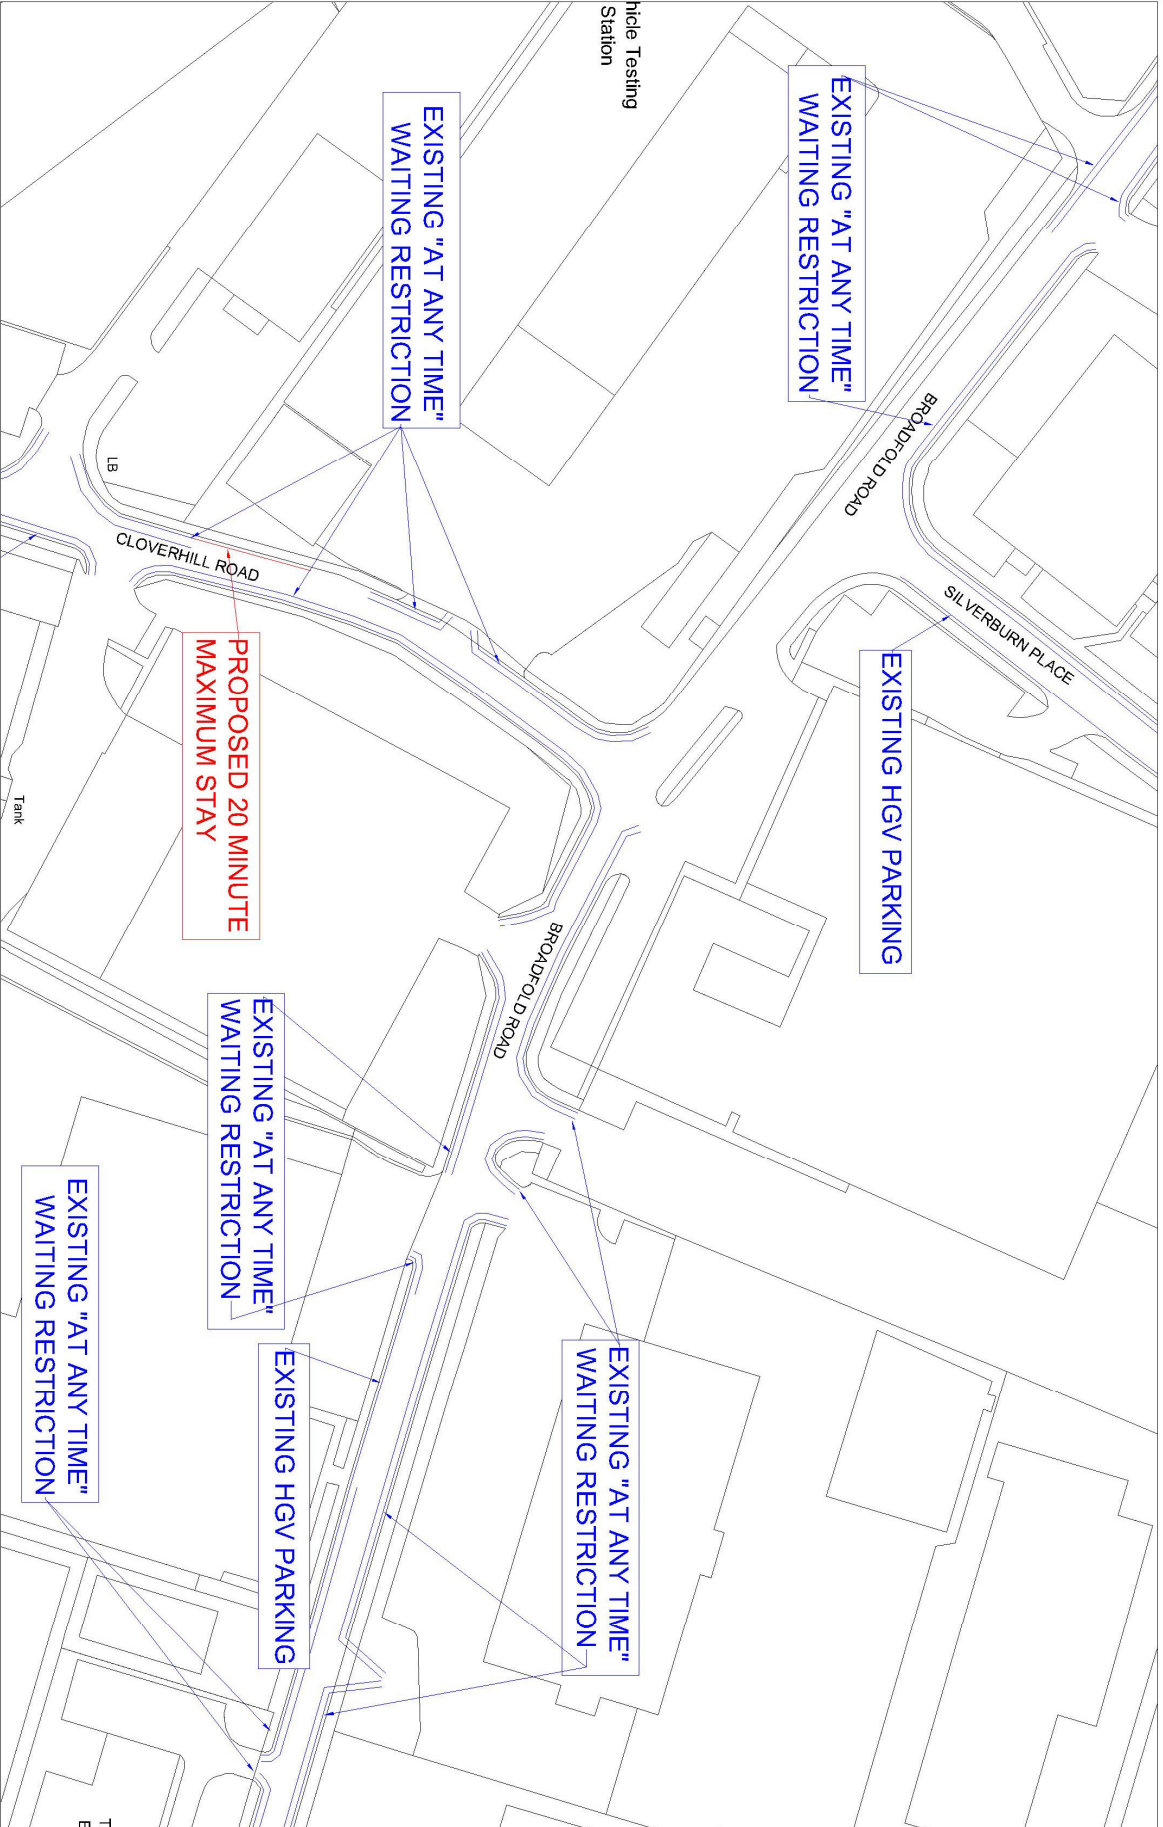 hicle Testing
Station
EXISTING "AT ANY TIME"
WAITING RESTRICTION
EXISTING "AT ANY TIME"
WAITING RESTRICTION
BROADFOLD ROAD
SILVERBURN PLACE
EXISTING HGV PARKING
LB
CLOVERHILL ROAD
PROPOSED 20 MINUTE
MAXIMUM STAY
Tank
BROADFOLD ROAD
EXISTING "AT ANY TIME"
WAITING RESTRICTION
EXISTING "AT ANY TIME"
WAITING RESTRICTION
EXISTING HGV PARKING
EXISTING "AT ANY TIME"
WAITING RESTRICTION